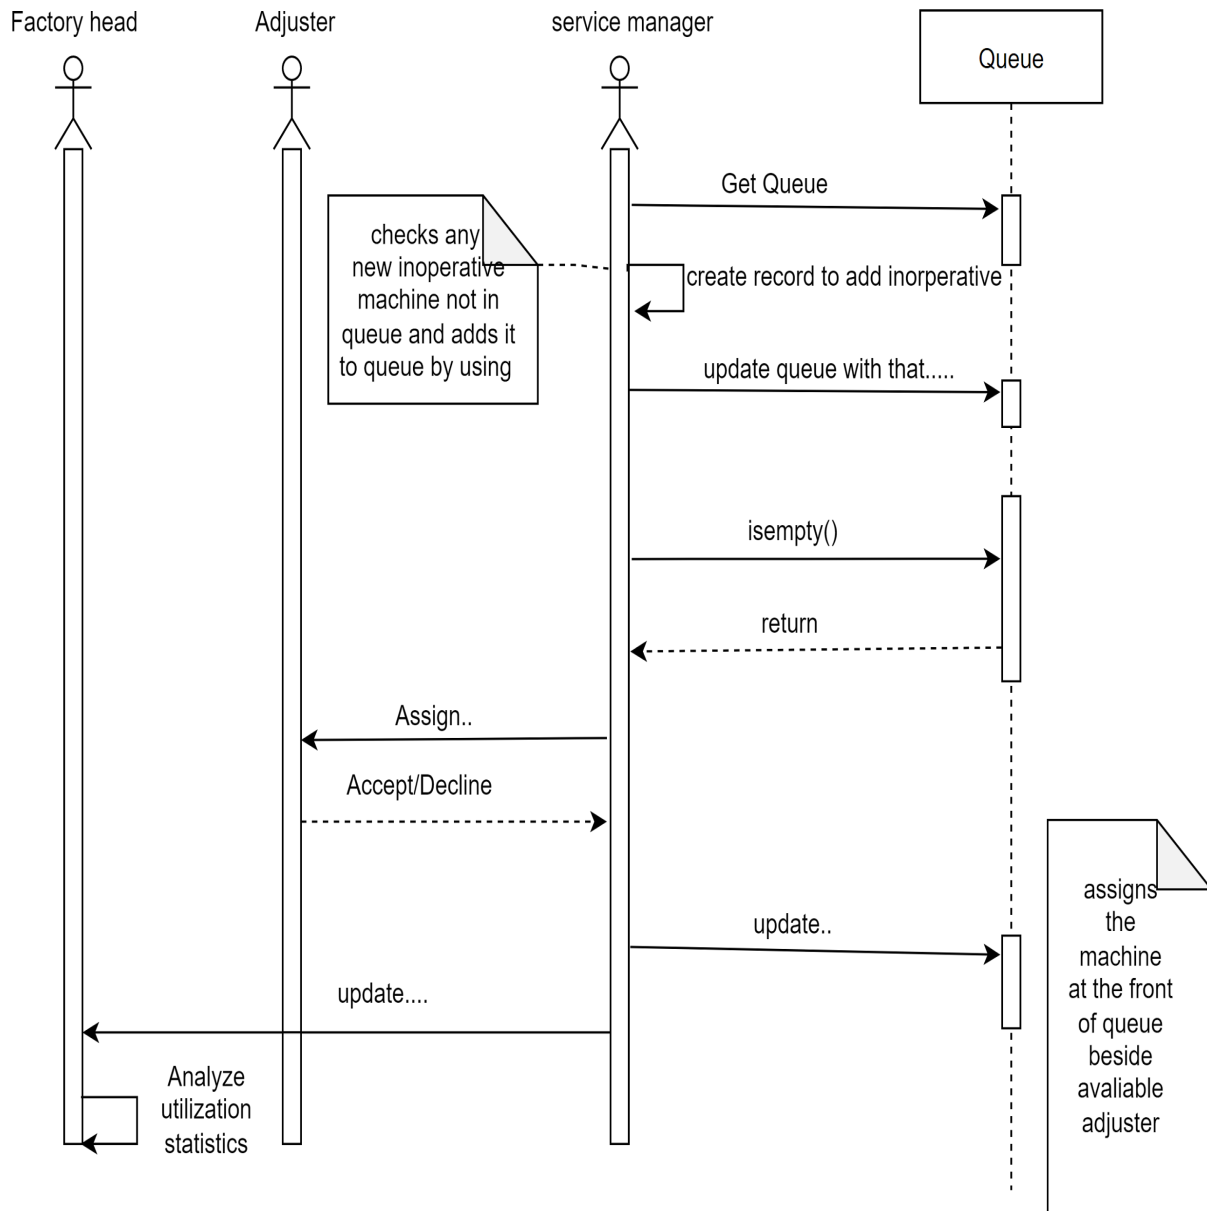 Factory head
Adjuster
service manager
Queue
Get Queue
checks any
new inoperative
machine not in
queue and adds it
to queue by using
create record to add inorperative
update queue with that.....
isempty()
return
Assign..
Accept/Decline
assigns
the
machine
at the front
of queue
beside
avaliable
adjuster
update..
update....
Analyze
utilization
statistics